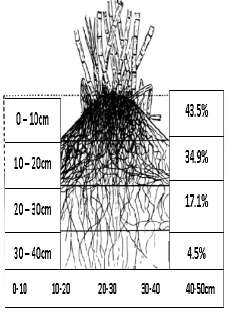 0 – 10cm 43.5%
10 – 20cm 34.9%
20 – 30cm 17.1%
30 – 40cm 4.5%
0-10 10-20 20-30 30-40 40-50cm